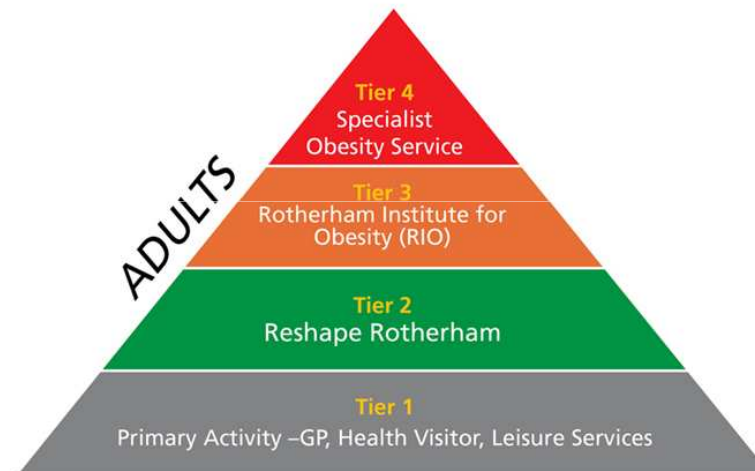 ADULTS
Tier 4
Specialist
Obesity Service
Tier 3
Rotherham Institute for
Obesity (RIO)
Tier 2
Reshape Rotherham
Tier 1
Primary Activity –GP, Health Visitor, Leisure Services